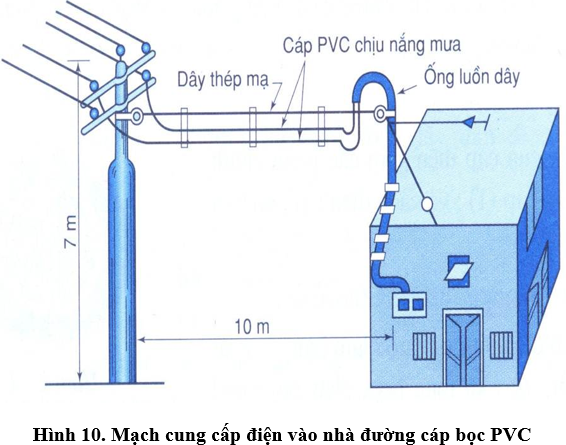 Cáp PVC chịu nắng mưa
Dây thép mạ
Ống luồn dây
7 m
10 m
Hình 10. Mạch cung cấp điện vào nhà đường cáp bọc PVC